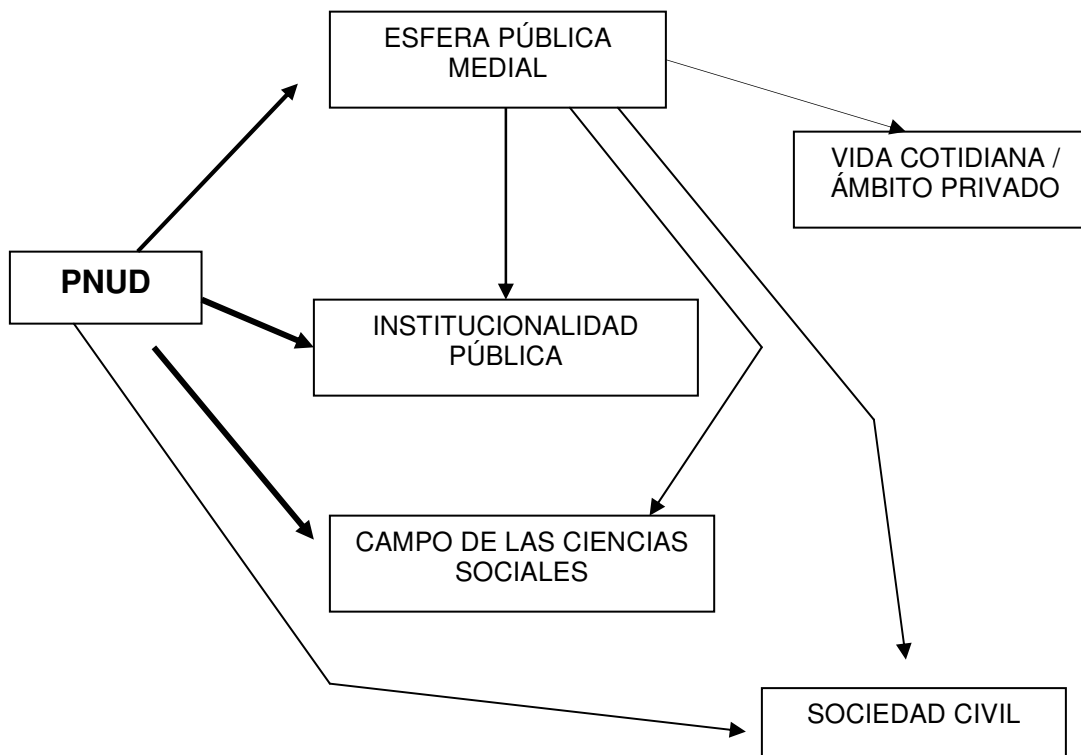 ESFERA PÚBLICA
MEDIAL
VIDA COTIDIANA /
ÁMBITO PRIVADO
PNUD
INSTITUCIONALIDAD
PÚBLICA
CAMPO DE LAS CIENCIAS
SOCIALES
SOCIEDAD CIVIL